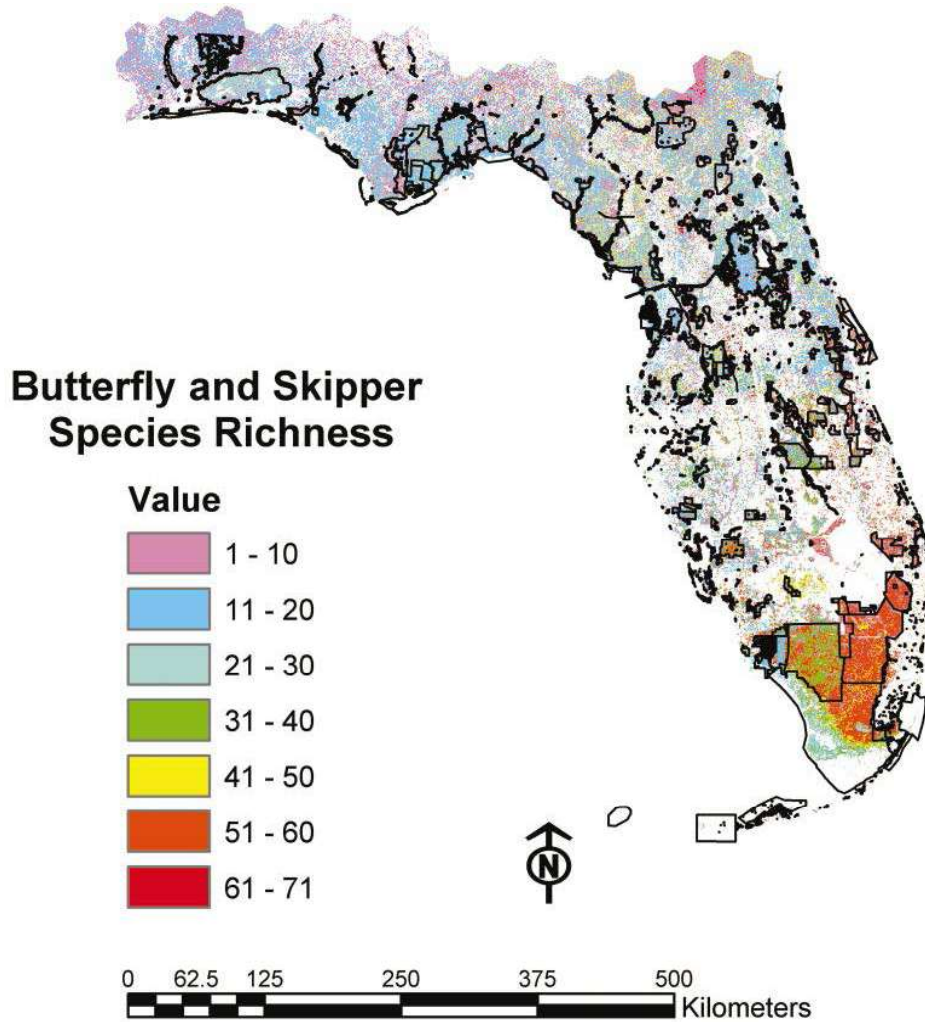 Butterfly and Skipper
Species Richness
Value
1 - 10
11 - 20
21 - 30
31 - 40
41 - 50
51 - 60
61 - 71
N
0 62.5 125 250 375 500
Kilometers